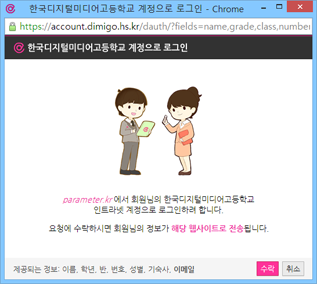 한국디지털미디어고등학교 계정으로 로그인 - Chrome
https://account.dimigo.hs.kr/dauth/?fields=name,grade,class,number
한국디지털미디어고등학교 계정으로 로그인
parameter.kr 에서 회원님의 한국디지털미디어고등학교
인트라넷 계정으로 로그인하려 합니다.
요청에 수락하시면 회원님의 정보가 해당 웹사이트로 전송됩니다.
제공되는 정보: 이름, 학년, 반, 번호, 성별, 기숙사, 이메일
수락 취소